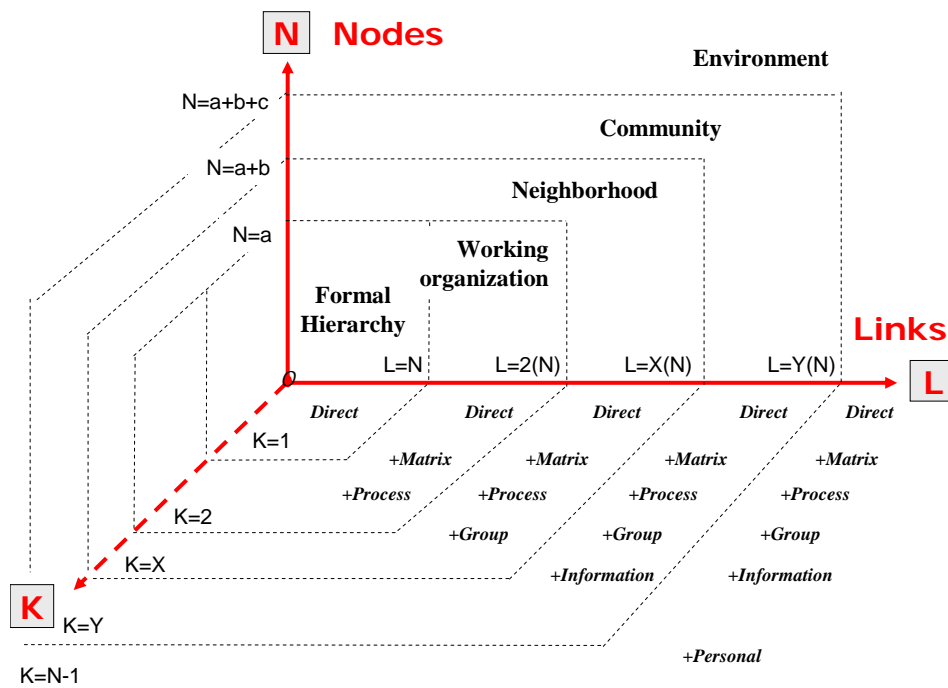 N Nodes
Environment
N=a+b+c
Community
N=a+b
Neighborhood
N=a
Working
organization
Formal
Hierarchy
Links
L=N L=2(N) L=X(N) L=Y(N)
O
L
Direct Direct Direct Direct Direct
K=1
+Matrix +Matrix +Matrix +Matrix
+Process +Process +Process +Process
K=2
+Group +Group +Group
K=X
+Information +Information
K
K=Y
+Personal
K=N-1